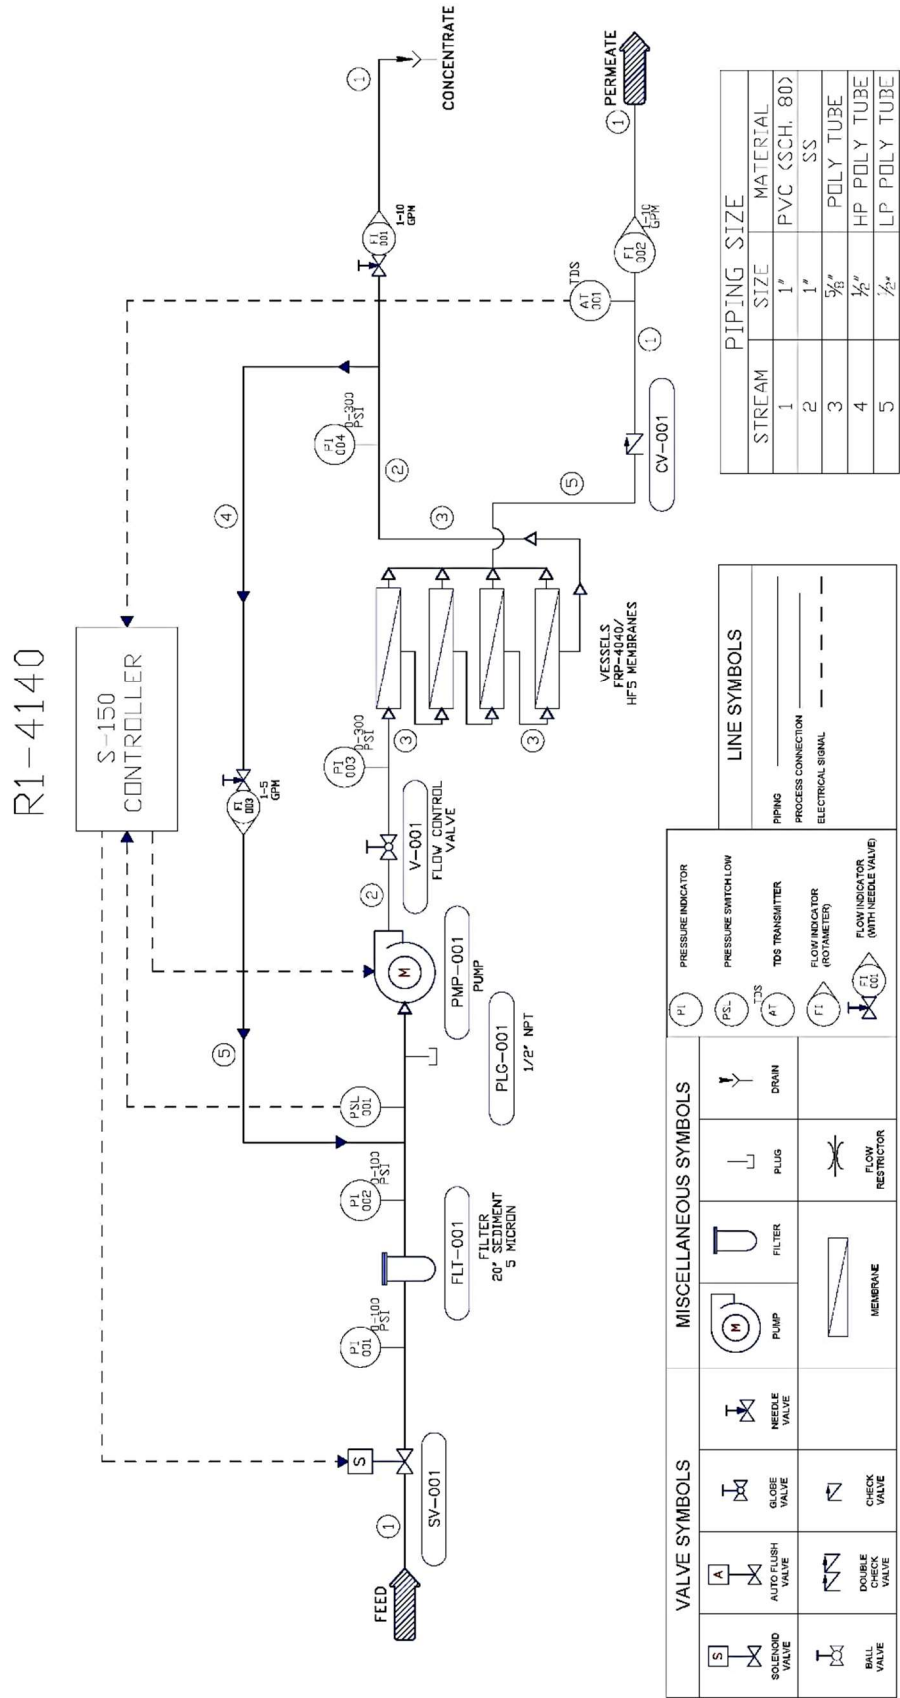 R1-4140
S-150
CONTROLLER
FEED
1
SV-001
S
PI
001
0-100
PSI
FLT-001
FILTER
20" SEDIMENT
5 MICRON
PI
002
0-100
PSI
PSL
001
5
PLG-001
1/2" NPT
M
PMP-001
PUMP
2
V-001
FLOW CONTROL
VALVE
FI
003
1-5
GPM
PI
003
0-300
PSI
3
3
VESSELS
FRP-4040/
HF5 MEMBRANES
4
3
2
PI
004
0-300
PSI
5
CV-001
1
AT
001
TDS
FI
001
1-10
GPM
1
CONCENTRATE
FI
002
1-10
GPM
1
PERMEATE
VALVE SYMBOLS
S
SOLENOID
VALVE
A
AUTO FLUSH
VALVE
GLOBE
VALVE
NEEDLE
VALVE
BALL
VALVE
DOUBLE
CHECK
VALVE
CHECK
VALVE
MISCELLANEOUS SYMBOLS
M
PUMP
FILTER
PLUG
DRAIN
MEMBRANE
FLOW
RESTRICTOR
PI
PRESSURE INDICATOR
PSL
PRESSURE SWITCH LOW
AT
TDS
TDS TRANSMITTER
FI
FLOW INDICATOR
(ROTAMETER)
FI
001
FLOW INDICATOR
(WITH NEEDLE VALVE)
LINE SYMBOLS
PIPING
PROCESS CONNECTION
ELECTRICAL SIGNAL
PIPING SIZE
STREAM SIZE MATERIAL
1 1" PVC (SCH. 80)
2 1" SS
3 5/8" POLY TUBE
4 1/2" HP POLY TUBE
5 1/2" LP POLY TUBE